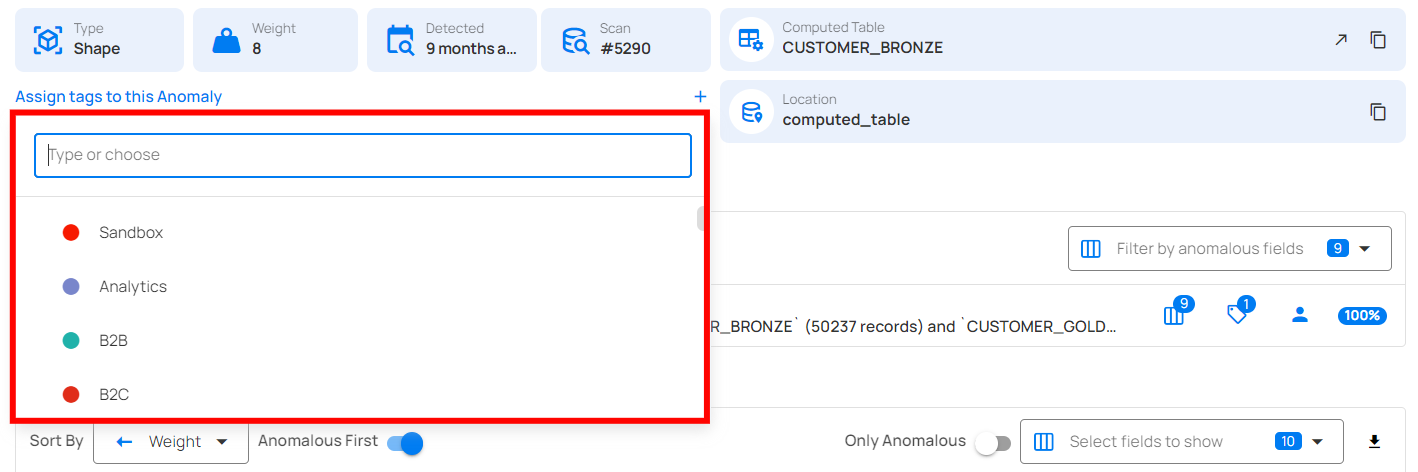 Type
Shape
Weight
8
Detected
9 months a...
Scan
#5290
Computed Table
CUSTOMER_BRONZE
Assign tags to this Anomaly
+
Location
computed_table
Type or choose
Sandbox
Analytics
B2B
B2C
Filter by anomalous fields
9
R_BRONZE` (50237 records) and `CUSTOMER_GOLD...
9
1
100%
Sort By
Weight
Anomalous First
Only Anomalous
Select fields to show
10